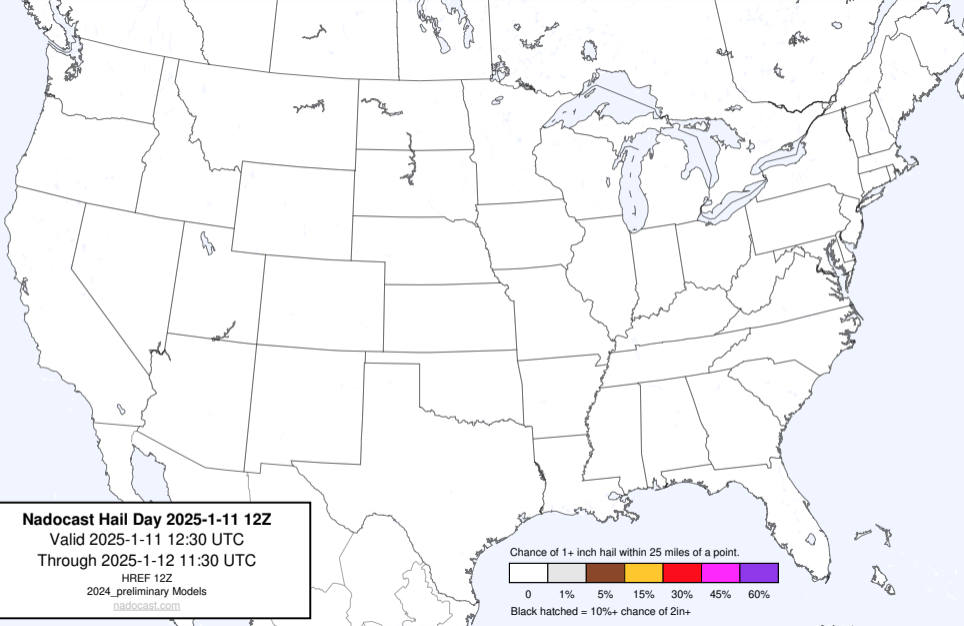 Nadocast Hail Day 2025-1-11 12Z
Valid 2025-1-11 12:30 UTC
Through 2025-1-12 11:30 UTC
HREF 12Z
2024_preliminary Models
nadocast.com
Chance of 1+ inch hail within 25 miles of a point.
0 1% 5% 15% 30% 45% 60%
Black hatched = 10%+ chance of 2in+